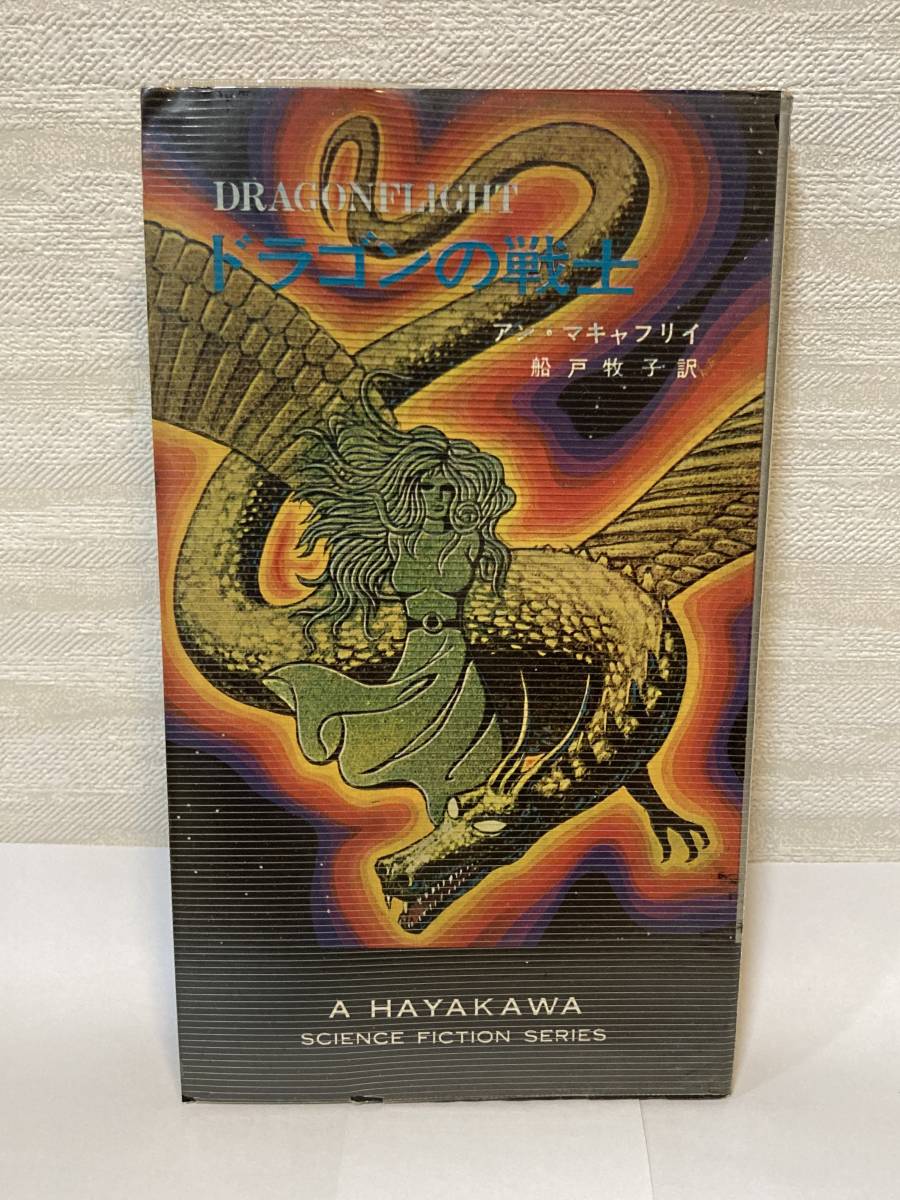 DRAGONFLIGHT
ドラゴンの戦士
アン・マキャフリイ
船戸牧子訳
A HAYAKAWA
SCIENCE FICTION SERIES